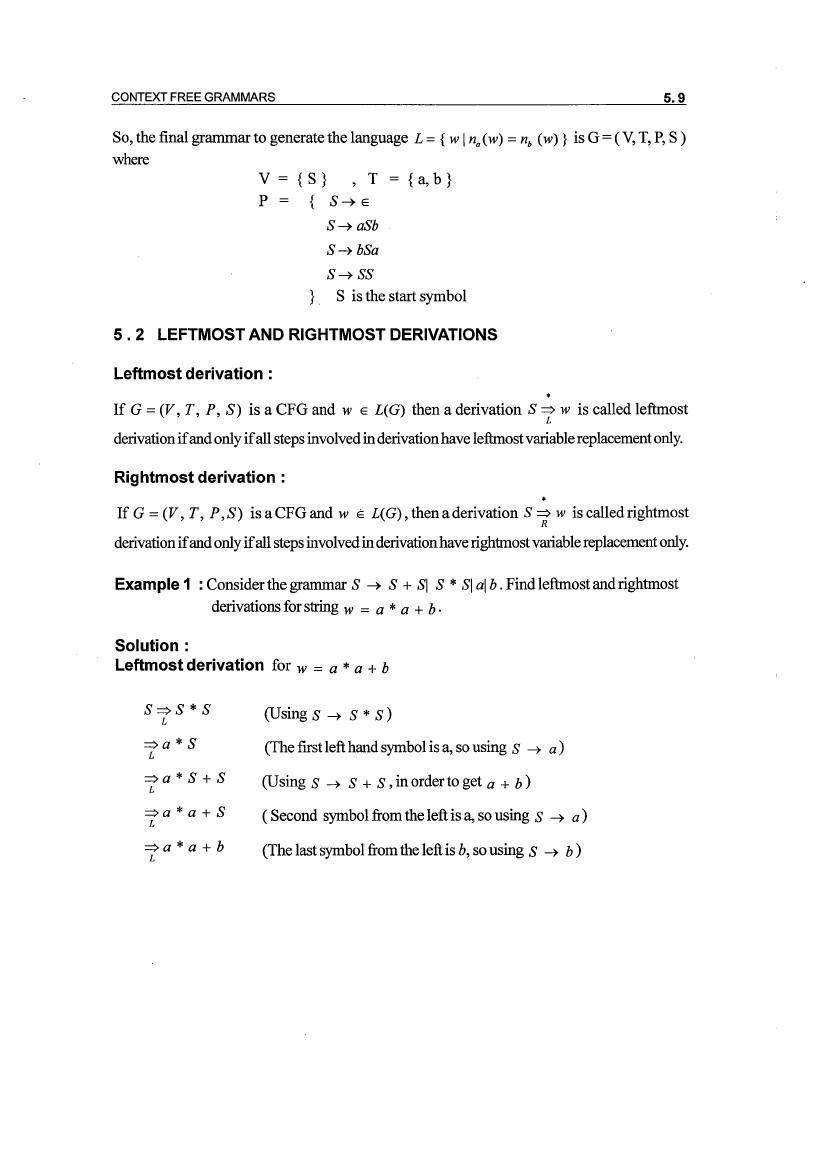 CONTEXT FREE GRAMMARS 5.9
So, the final grammar to generate the language L = { w | nₐ(w) = n_b (w) } is G = ( V, T, P, S )
where
V = { S } , T = { a, b }
P = { S → ∈
S → aSb
S → bSa
S → SS
} S is the start symbol
5 . 2 LEFTMOST AND RIGHTMOST DERIVATIONS
Leftmost derivation :
If G = (V, T, P, S) is a CFG and w ∈ L(G) then a derivation S ⇒*_L w is called leftmost
derivation if and only if all steps involved in derivation have leftmost variable replacement only.
Rightmost derivation :
If G = (V, T, P,S) is a CFG and w ∈ L(G), then a derivation S ⇒*_R w is called rightmost
derivation if and only if all steps involved in derivation have rightmost variable replacement only.
Example 1 : Consider the grammar S → S + S| S * S| a| b . Find leftmost and rightmost
derivations for string w = a * a + b .
Solution :
Leftmost derivation for w = a * a + b
S ⇒_L S * S (Using S → S * S )
⇒_L a * S (The first left hand symbol is a, so using S → a )
⇒_L a * S + S (Using S → S + S , in order to get a + b )
⇒_L a * a + S ( Second symbol from the left is a, so using S → a )
⇒_L a * a + b (The last symbol from the left is b, so using S → b )